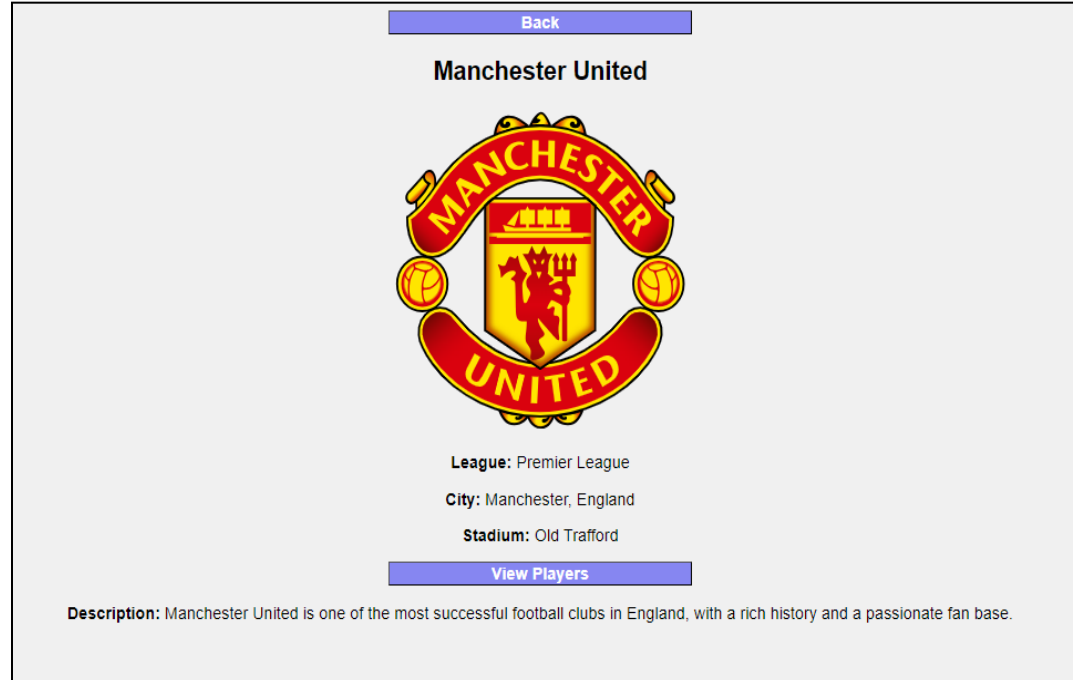 Back
Manchester United
MANCHESTER
UNITED
League: Premier League
City: Manchester, England
Stadium: Old Trafford
View Players
Description: Manchester United is one of the most successful football clubs in England, with a rich history and a passionate fan base.